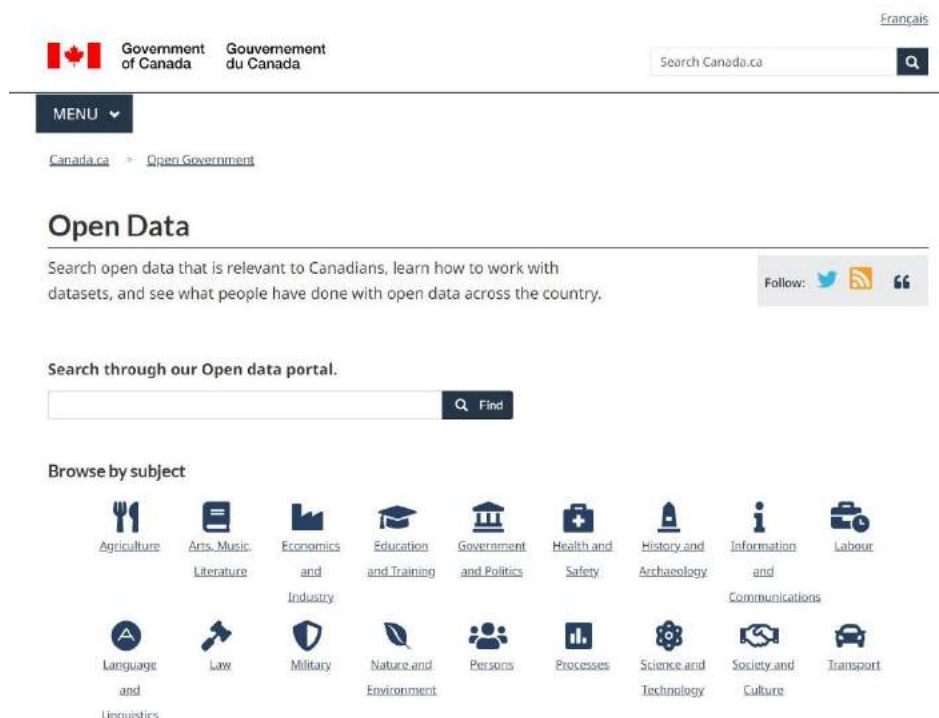 Français
Government of Canada
Gouvernement du Canada
Search Canada.ca
MENU
Canada.ca > Open Government
Open Data
Search open data that is relevant to Canadians, learn how to work with
datasets, and see what people have done with open data across the country.
Follow:
Search through our Open data portal.
Find
Browse by subject
Agriculture
Arts, Music,
Literature
Economics
and
Industry
Education
and Training
Government
and Politics
Health and
Safety
History and
Archaeology
Information
and
Communications
Labour
Language
and
Linguistics
Law
Military
Nature and
Environment
Persons
Processes
Science and
Technology
Society and
Culture
Transport